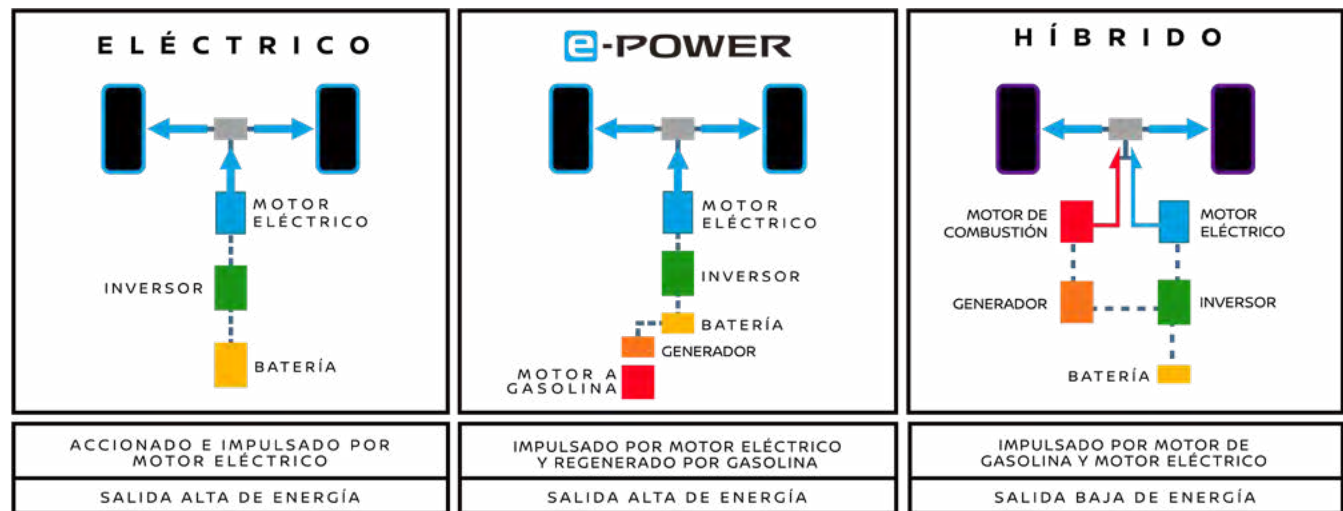 ELÉCTRICO
MOTOR
ELÉCTRICO
INVERSOR
BATERÍA
ACCIONADO E IMPULSADO POR
MOTOR ELÉCTRICO
SALIDA ALTA DE ENERGÍA
e-POWER
MOTOR
ELÉCTRICO
INVERSOR
BATERÍA
GENERADOR
MOTOR A
GASOLINA
IMPULSADO POR MOTOR ELÉCTRICO
Y REGENERADO POR GASOLINA
SALIDA ALTA DE ENERGÍA
HÍBRIDO
MOTOR DE
COMBUSTIÓN
MOTOR
ELÉCTRICO
GENERADOR
INVERSOR
BATERÍA
IMPULSADO POR MOTOR DE
GASOLINA Y MOTOR ELÉCTRICO
SALIDA BAJA DE ENERGÍA